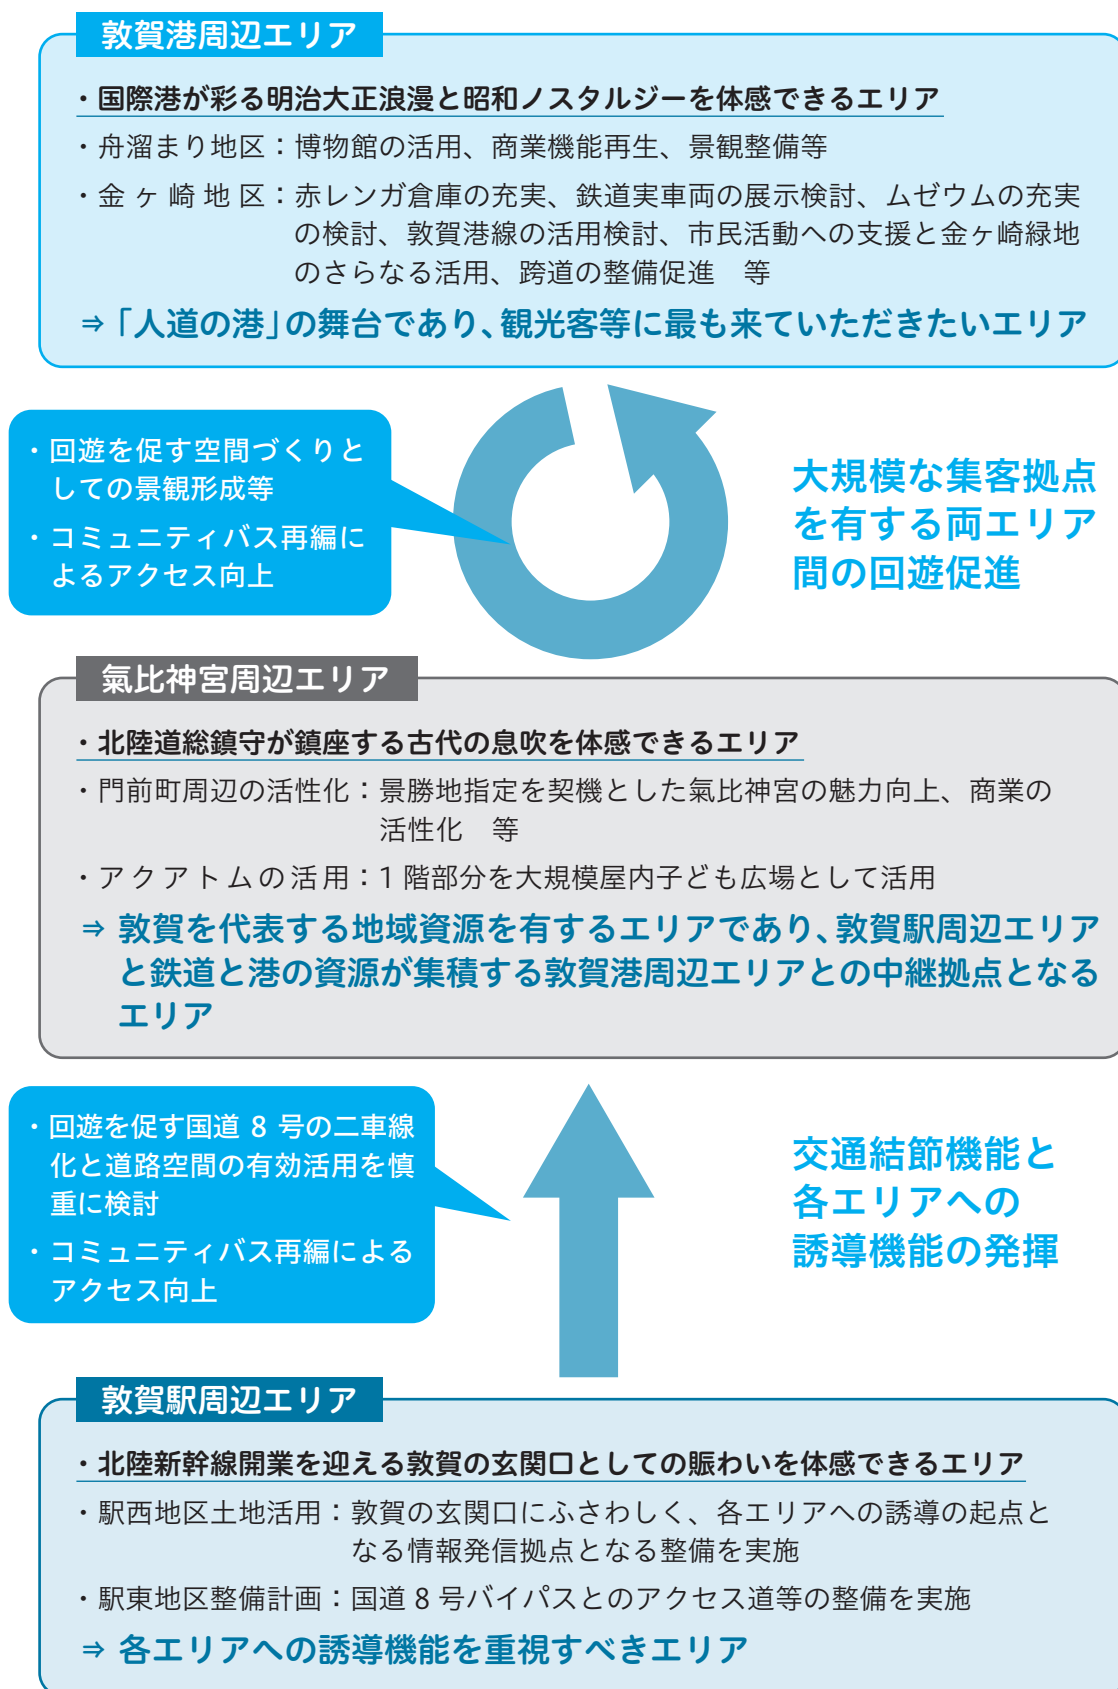 敦賀港周辺エリア
・国際港が彩る明治大正浪漫と昭和ノスタルジーを体感できるエリア
・舟溜まり地区：博物館の活用、商業機能再生、景観整備等
・金ヶ崎地区：赤レンガ倉庫の充実、鉄道実車両の展示検討、ムゼウムの充実
の検討、敦賀港線の活用検討、市民活動への支援と金ヶ崎緑地
のさらなる活用、跨道の整備促進　等
⇒「人道の港」の舞台であり、観光客等に最も来ていただきたいエリア
・回遊を促す空間づくりと
しての景観形成等
・コミュニティバス再編に
よるアクセス向上
大規模な集客拠点
を有する両エリア
間の回遊促進
氣比神宮周辺エリア
・北陸道総鎮守が鎮座する古代の息吹を体感できるエリア
・門前町周辺の活性化：景勝地指定を契機とした氣比神宮の魅力向上、商業の
活性化　等
・アクアトムの活用：1 階部分を大規模屋内子ども広場として活用
⇒ 敦賀を代表する地域資源を有するエリアであり、敦賀駅周辺エリア
と鉄道と港の資源が集積する敦賀港周辺エリアとの中継拠点となる
エリア
・回遊を促す国道 8 号の二車線
化と道路空間の有効活用を慎
重に検討
・コミュニティバス再編による
アクセス向上
交通結節機能と
各エリアへの
誘導機能の発揮
敦賀駅周辺エリア
・北陸新幹線開業を迎える敦賀の玄関口としての賑わいを体感できるエリア
・駅西地区土地活用：敦賀の玄関口にふさわしく、各エリアへの誘導の起点と
なる情報発信拠点となる整備を実施
・駅東地区整備計画：国道 8 号バイパスとのアクセス道等の整備を実施
⇒ 各エリアへの誘導機能を重視すべきエリア